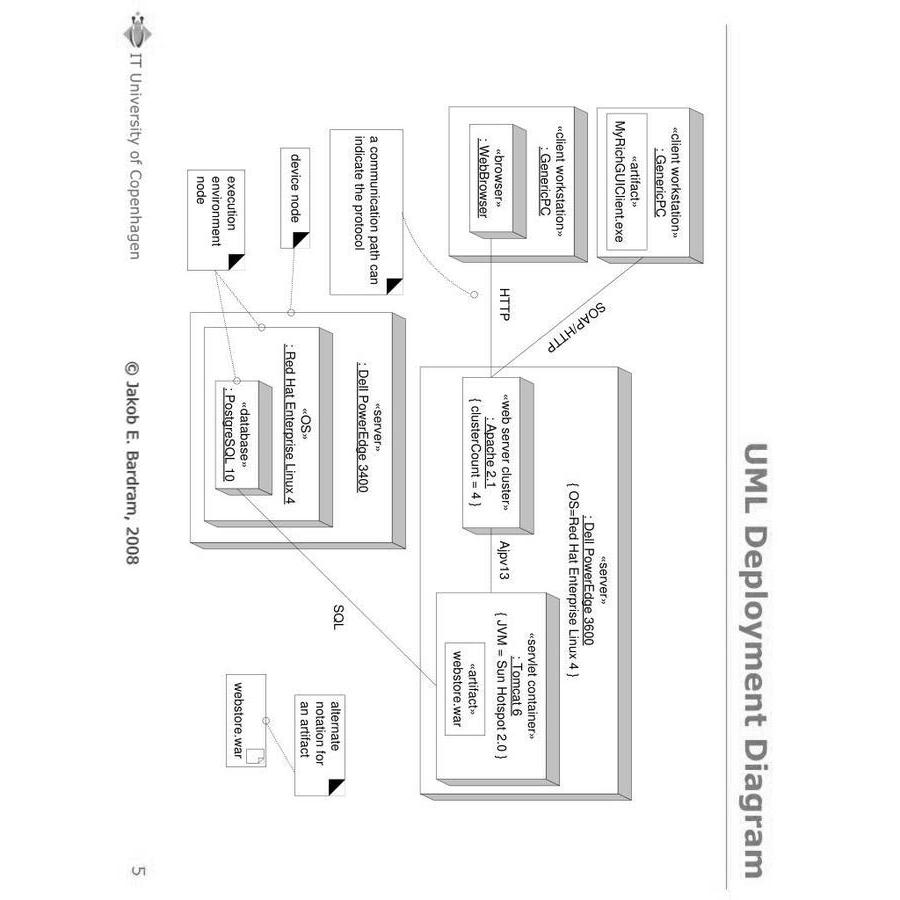 UML Deployment Diagram
«client workstation»
: GenericPC
«artifact»
MyRichGUIClient.exe
«client workstation»
: GenericPC
«browser»
: WebBrowser
SOAP/HTTP
HTTP
«server»
: Dell PowerEdge 3600
{ OS=Red Hat Enterprise Linux 4 }
«web server cluster»
: Apache 2.1
{ clusterCount = 4 }
Ajpv13
«servlet container»
: Tomcat 6
{ JVM = Sun Hotspot 2.0 }
«artifact»
webstore.war
a communication path can
indicate the protocol
device node
execution
environment
node
«server»
: Dell PowerEdge 3400
«OS»
: Red Hat Enterprise Linux 4
«database»
: PostgreSQL 10
SQL
alternate
notation for
an artifact
webstore.war
IT University of Copenhagen
© Jakob E. Bardram, 2008
5